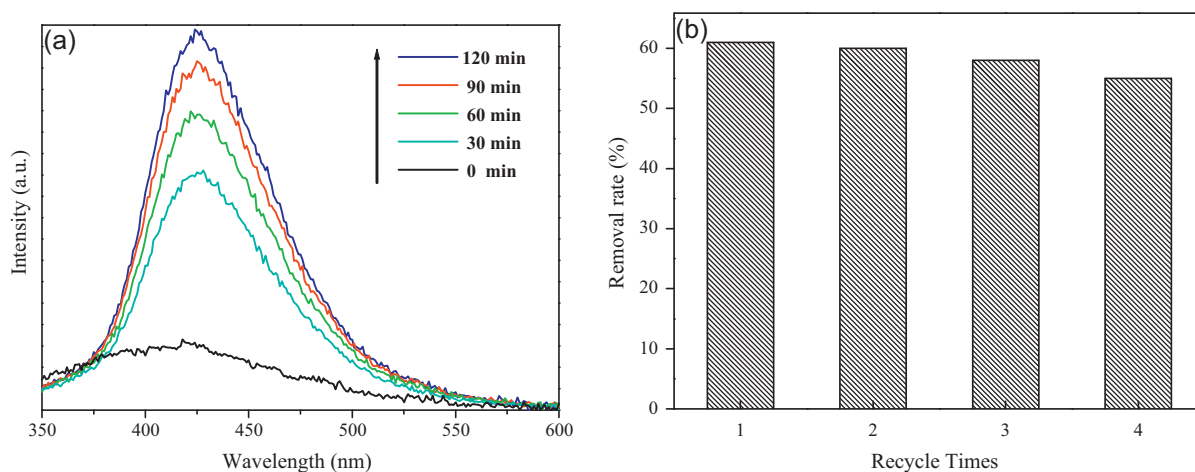 (a)
120 min
90 min
60 min
30 min
0 min
Intensity (a.u.)
350
400
450
500
550
600
Wavelength (nm)
(b)
60
50
40
30
20
10
0
Removal rate (%)
1
2
3
4
Recycle Times